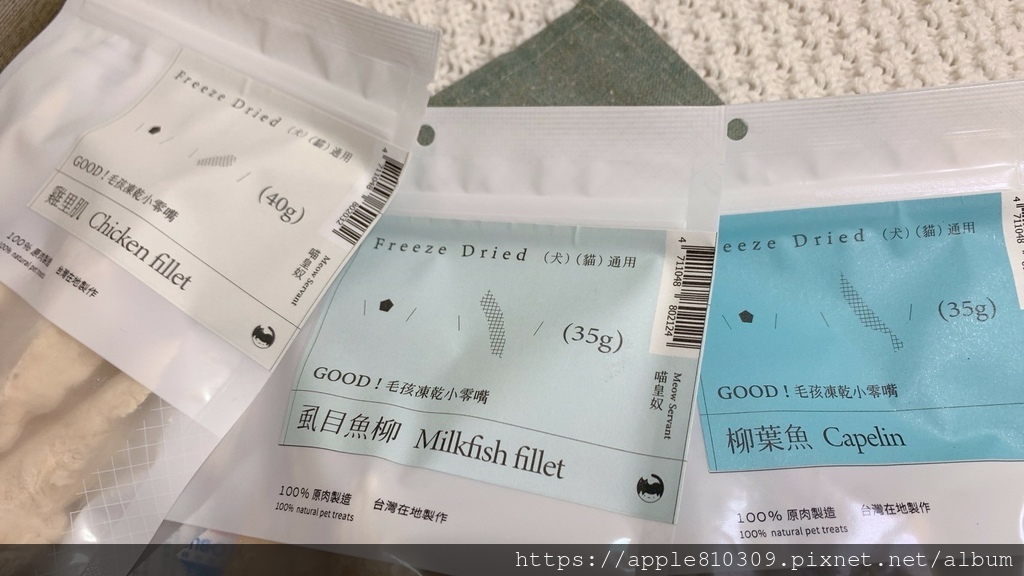 Freeze Dried (犬)(貓)通用
(40g)
GOOD！毛孩凍乾小零嘴
雞里肌 Chicken fillet
喵皇奴
Meow Servant
100% 原肉製造
100% natural pet treats
台灣在地製作
Freeze Dried (犬)(貓)通用
(35g)
4 711048 802124
GOOD！毛孩凍乾小零嘴
喵皇奴
Meow Servant
虱目魚柳 Milkfish fillet
100% 原肉製造
100% natural pet treats
台灣在地製作
eeze Dried (犬)(貓)通用
(35g)
4 711048
GOOD！毛孩凍乾小零嘴
柳葉魚 Capelin
100% 原肉製造
100% natural pet treats
台灣在地製作
https://apple810309.pixnet.net/album